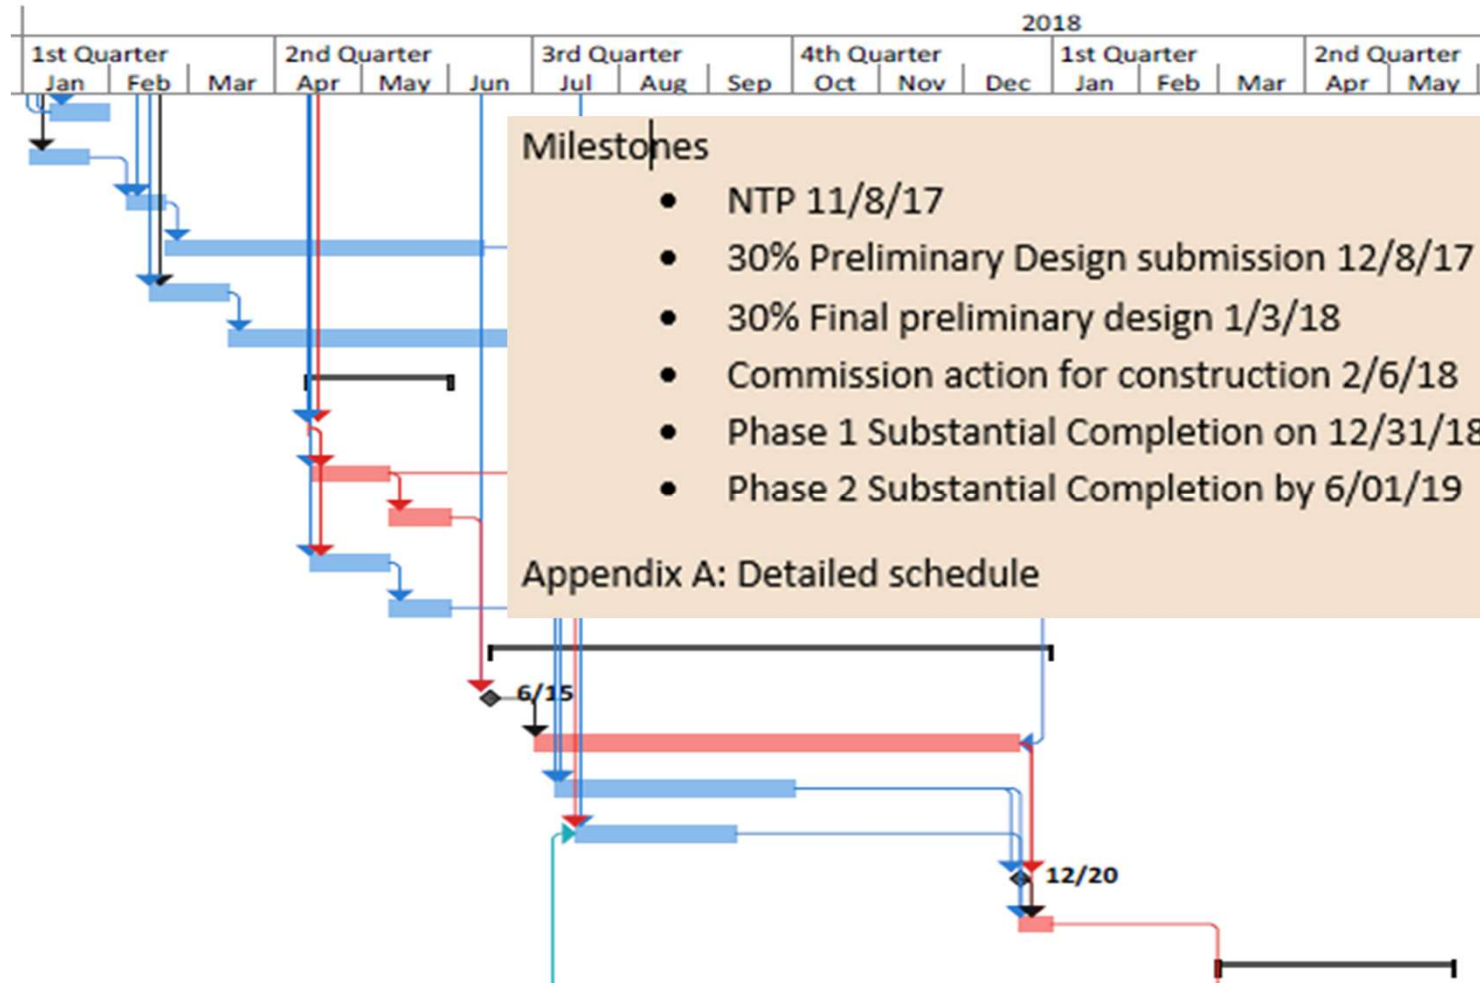 2018
1st Quarter 2nd Quarter 3rd Quarter 4th Quarter 1st Quarter 2nd Quarter
Jan Feb Mar Apr May Jun Jul Aug Sep Oct Nov Dec Jan Feb Mar Apr May
Milestones
• NTP 11/8/17
• 30% Preliminary Design submission 12/8/17
• 30% Final preliminary design 1/3/18
• Commission action for construction 2/6/18
• Phase 1 Substantial Completion on 12/31/18
• Phase 2 Substantial Completion by 6/01/19
Appendix A: Detailed schedule
6/15
12/20